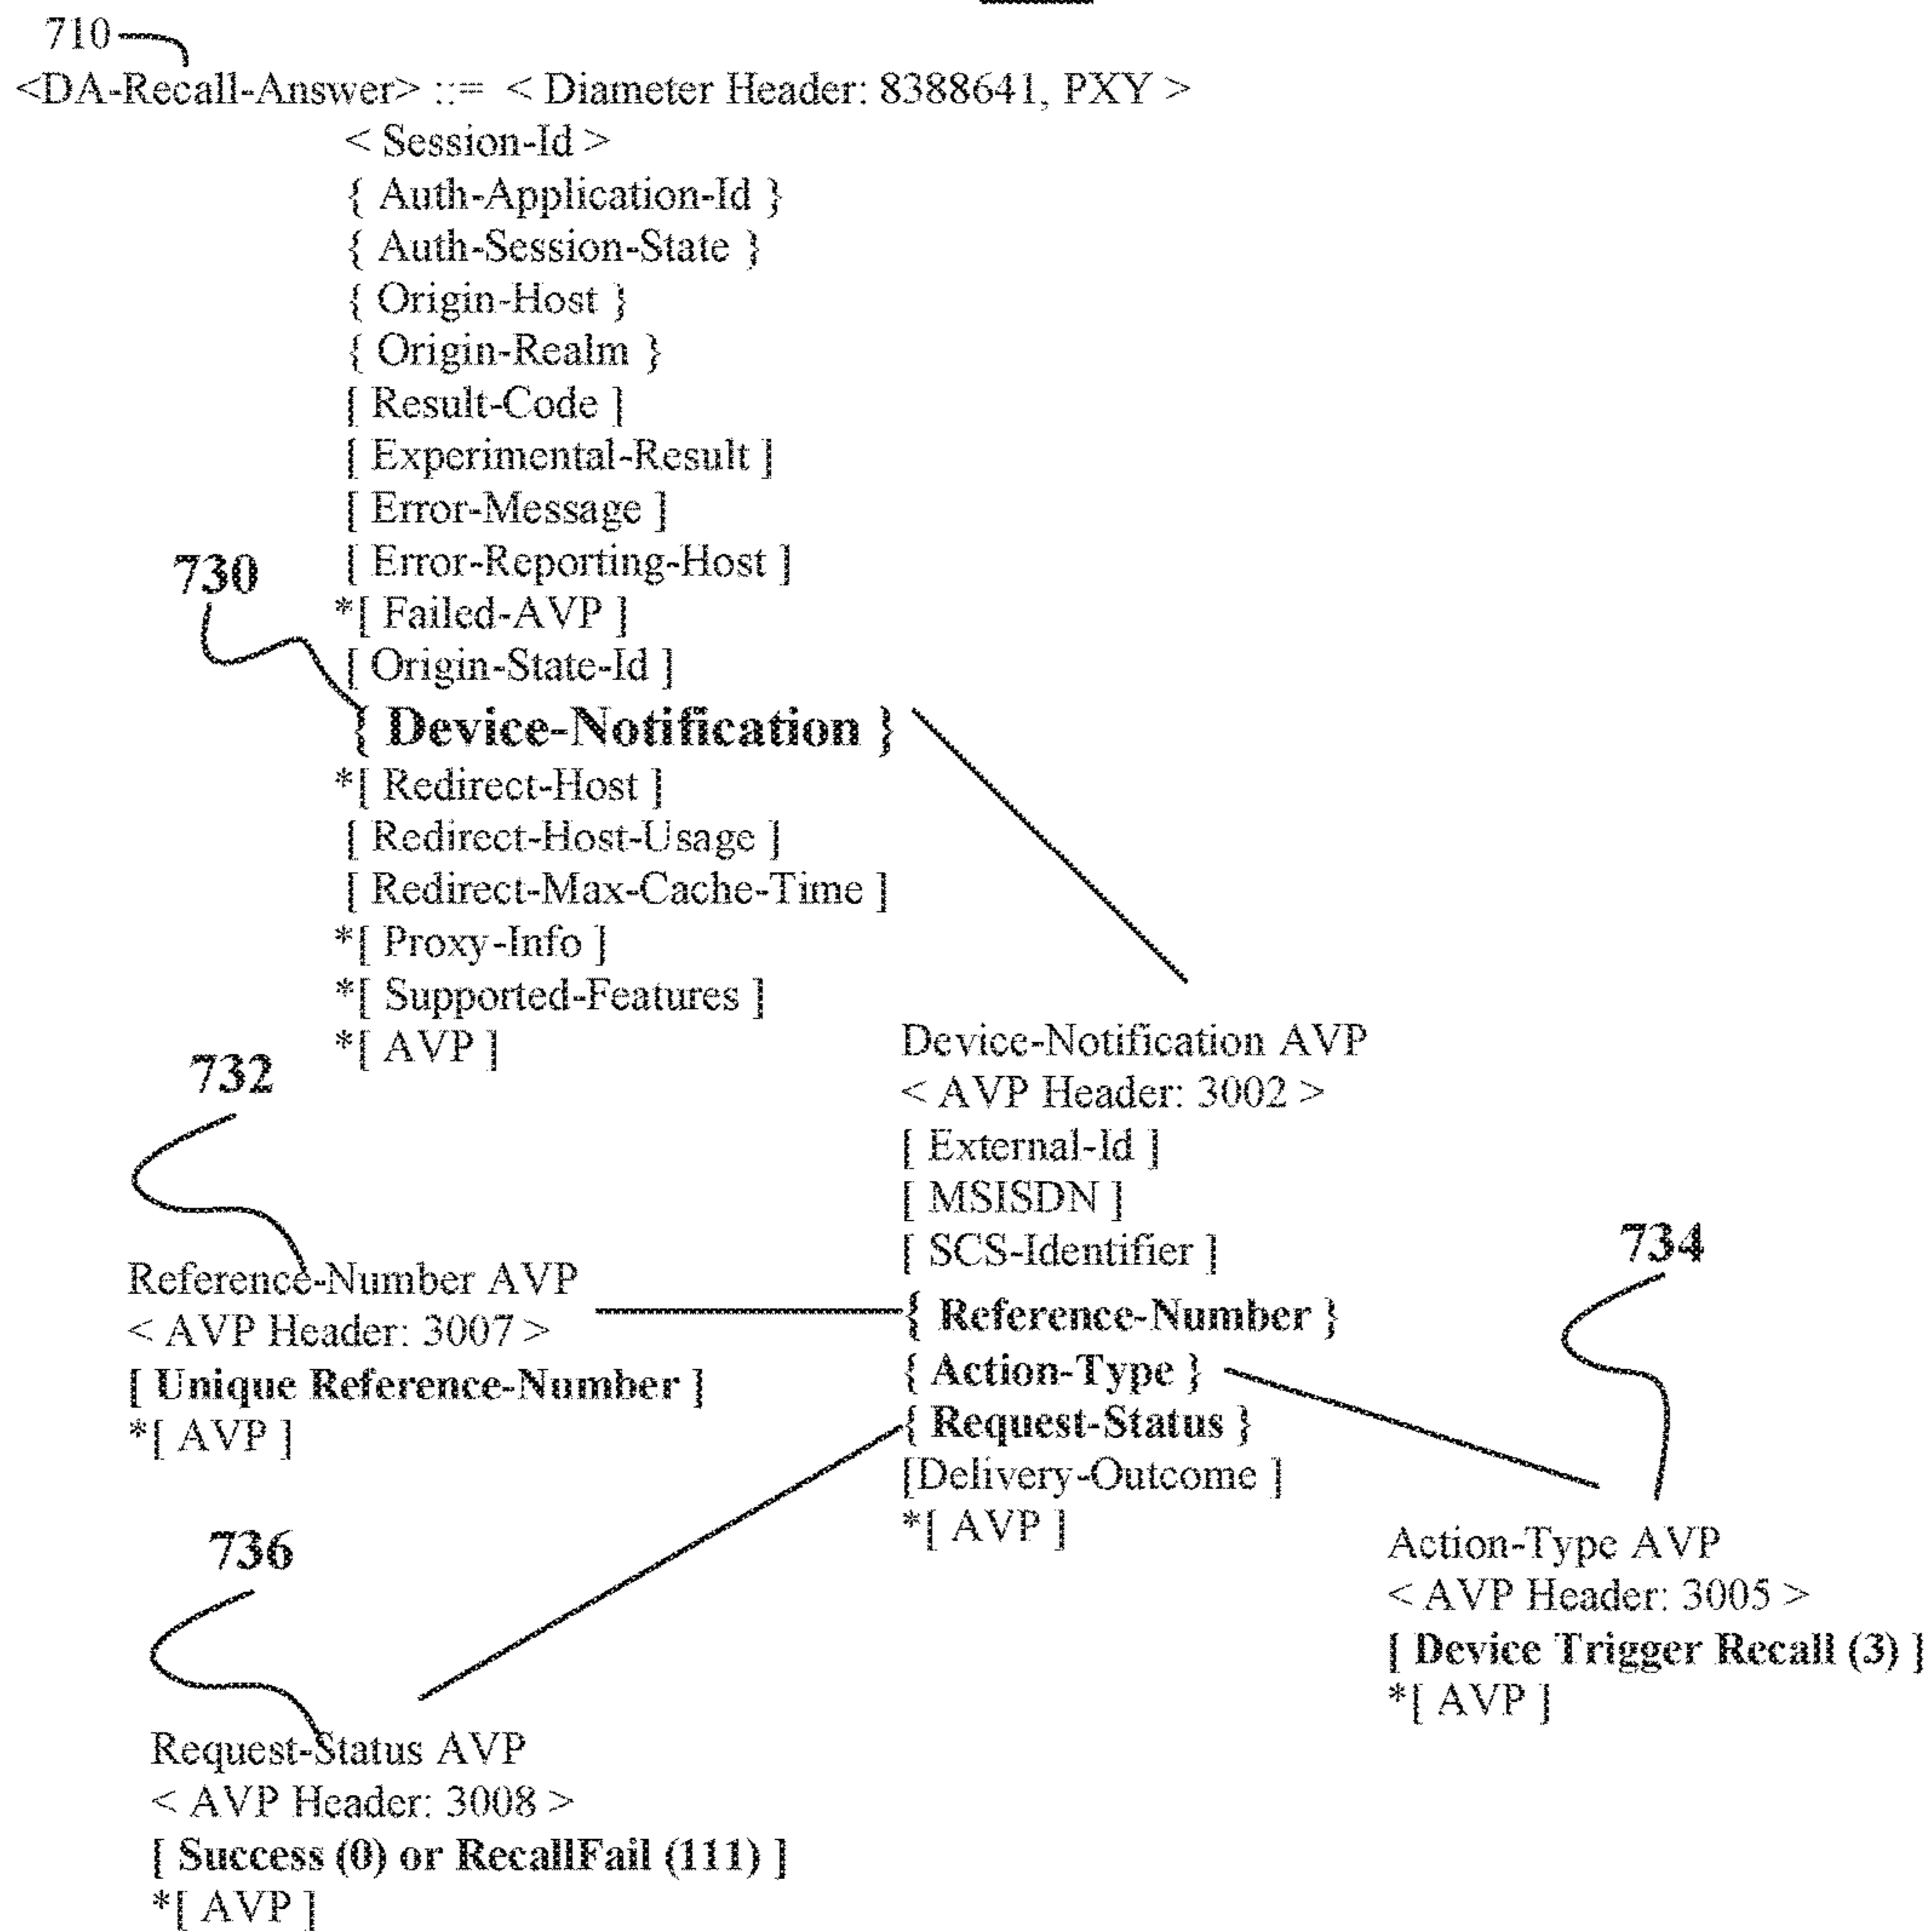 710
<DA-Recall-Answer> ::= < Diameter Header: 8388641, PXY >
< Session-Id >
{ Auth-Application-Id }
{ Auth-Session-State }
{ Origin-Host }
{ Origin-Realm }
[ Result-Code ]
[ Experimental-Result ]
[ Error-Message ]
[ Error-Reporting-Host ]
730
*[ Failed-AVP ]
[ Origin-State-Id ]
{ Device-Notification }
*[ Redirect-Host ]
[ Redirect-Host-Usage ]
[ Redirect-Max-Cache-Time ]
*[ Proxy-Info ]
*[ Supported-Features ]
*[ AVP ]
Device-Notification AVP
< AVP Header: 3002 >
[ External-Id ]
[ MSISDN ]
[ SCS-Identifier ]
{ Reference-Number }
{ Action-Type }
{ Request-Status }
[Delivery-Outcome ]
*[ AVP ]
732
Reference-Number AVP
< AVP Header: 3007 >
[ Unique Reference-Number ]
*[ AVP ]
734
Action-Type AVP
< AVP Header: 3005 >
[ Device Trigger Recall (3) ]
*[ AVP ]
736
Request-Status AVP
< AVP Header: 3008 >
[ Success (0) or RecallFail (111) ]
*[ AVP ]